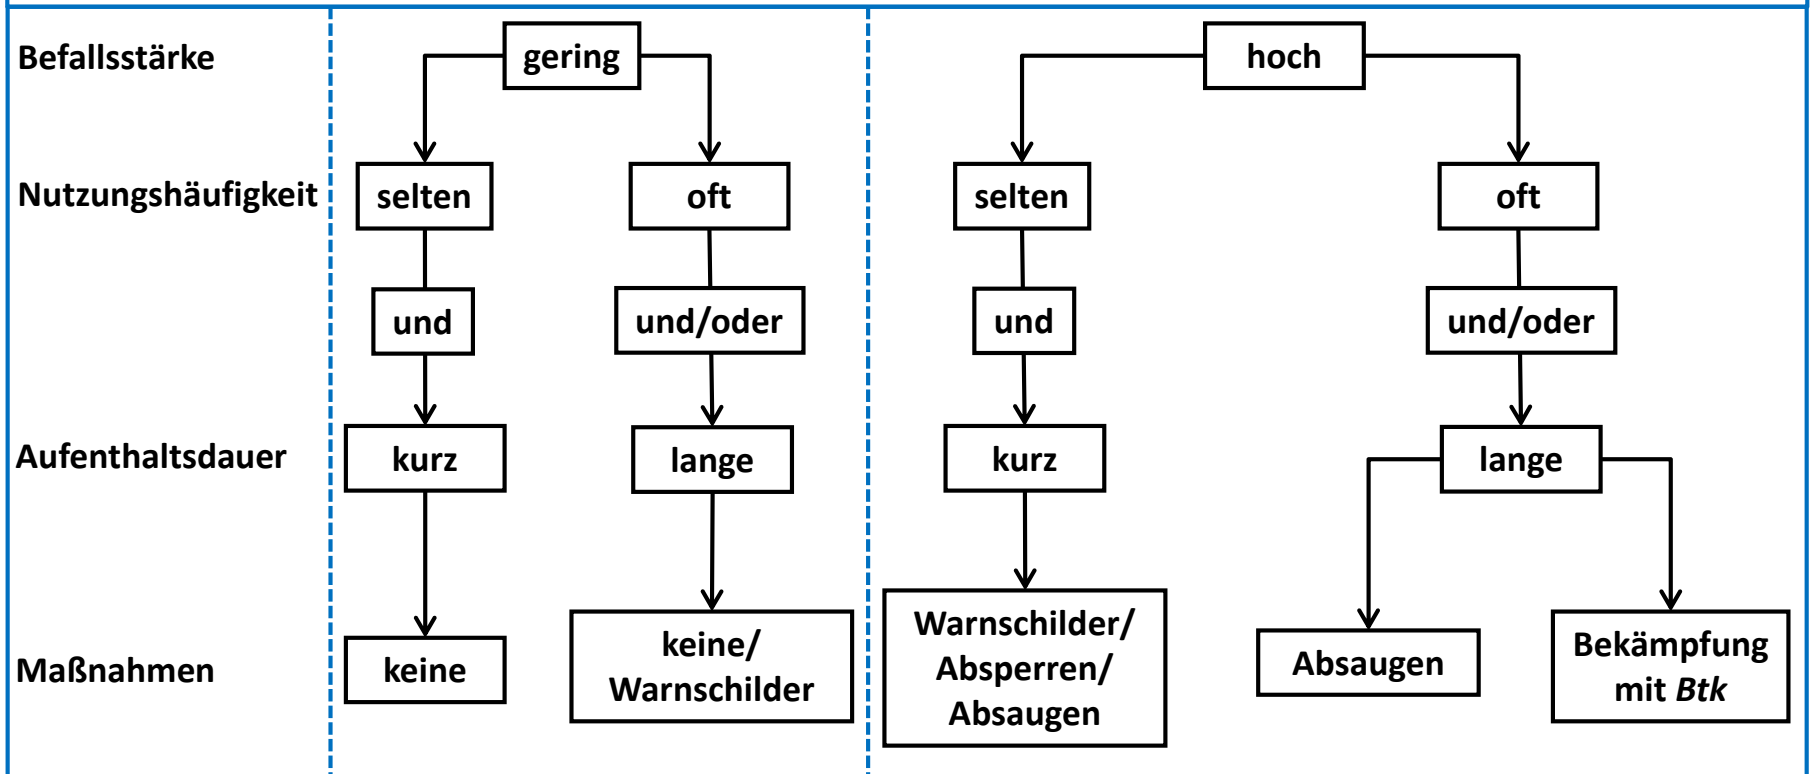 Befallsstärke
gering
hoch
Nutzungshäufigkeit
selten
oft
selten
oft
und
und/oder
und
und/oder
Aufenthaltsdauer
kurz
lange
kurz
lange
Maßnahmen
keine
keine/
Warnschilder
Warnschilder/
Absperren/
Absaugen
Absaugen
Bekämpfung
mit Btk